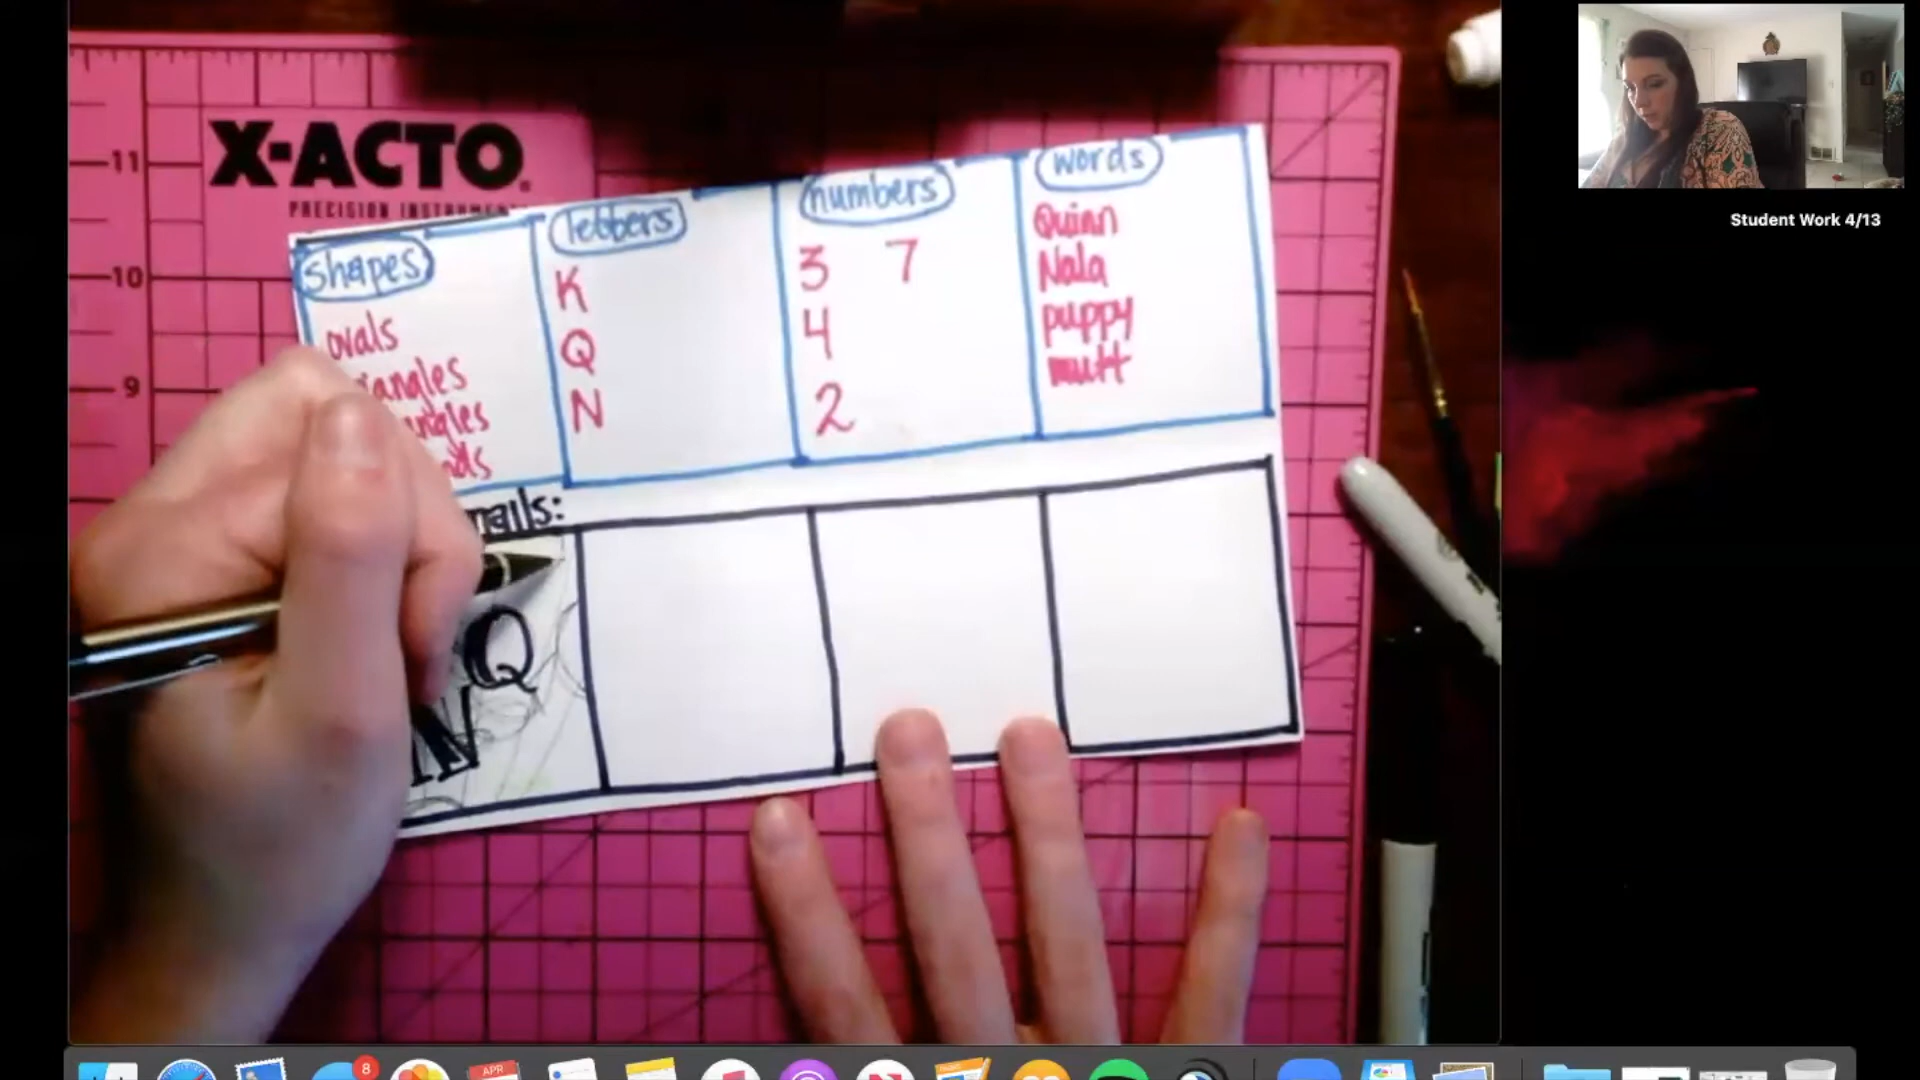 11
X-ACTO
PRECISION
10
9
shapes
ovals
letters
K
Q
N
numbers
3 7
4
2
words
Quinn
Nala
puppy
mutt
Q
N
Student Work 4/13
8
APR